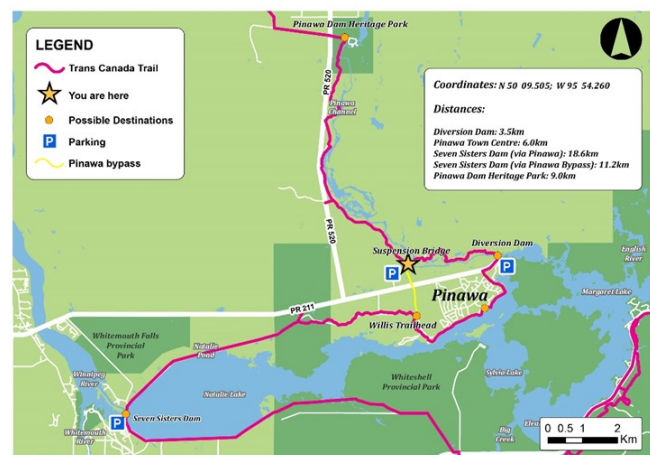 Pinawa Dam Heritage Park
LEGEND
Trans Canada Trail
You are here
Possible Destinations
P Parking
Pinawa bypass
PR 520
Pinawa
Channel
Coordinates: N 50 09.505; W 95 54.260
Distances:
Diversion Dam: 3.5km
Pinawa Town Centre: 6.0km
Seven Sisters Dam (via Pinawa): 18.6km
Seven Sisters Dam (via Pinawa Bypass): 11.2km
Pinawa Dam Heritage Park: 9.0km
PR 520
Suspension Bridge
Diversion Dam
English
River
P
P
Margaret Lake
Pinawa
PR 211
Willis Trailhead
Whitemouth Falls
Provincial
Park
Natalie
Pond
Winnipeg
River
Natalie Lake
Whiteshell
Provincial Park
Sylvia Lake
P
Seven Sisters Dam
Whitemouth
River
Big
Creek
0 0.5 1 2
Km